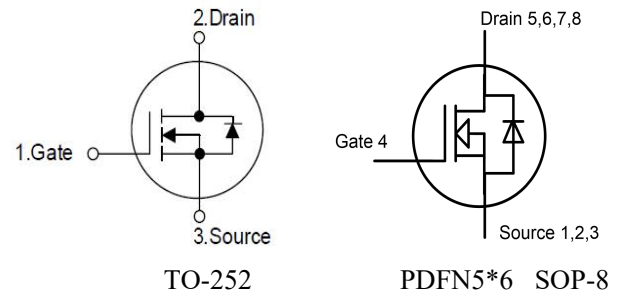 2.Drain
1.Gate
3.Source
TO-252
Drain 5,6,7,8
Gate 4
Source 1,2,3
PDFN5*6 SOP-8